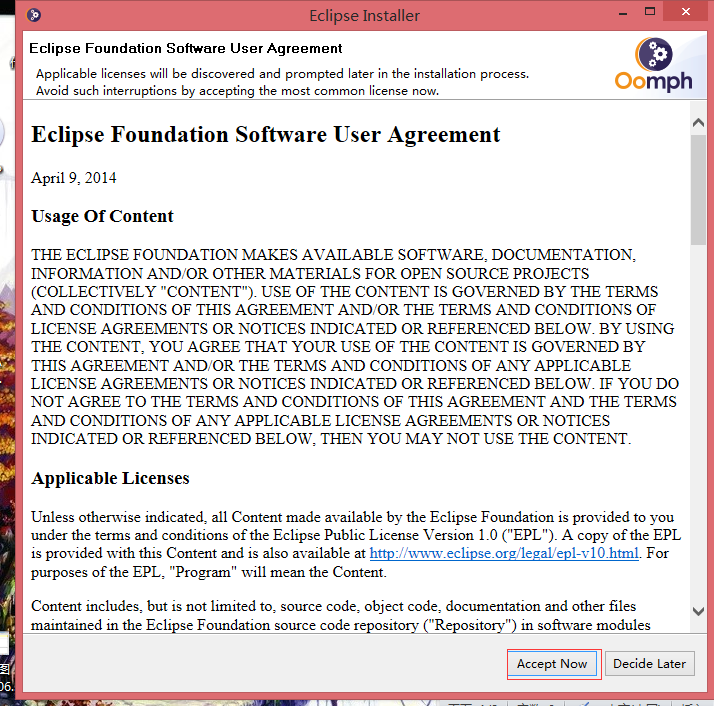 Eclipse Installer
Eclipse Foundation Software User Agreement
Applicable licenses will be discovered and prompted later in the installation process.
Avoid such interruptions by accepting the most common license now.
Oomph
Eclipse Foundation Software User Agreement
April 9, 2014
Usage Of Content
THE ECLIPSE FOUNDATION MAKES AVAILABLE SOFTWARE, DOCUMENTATION,
INFORMATION AND/OR OTHER MATERIALS FOR OPEN SOURCE PROJECTS
(COLLECTIVELY "CONTENT"). USE OF THE CONTENT IS GOVERNED BY THE TERMS
AND CONDITIONS OF THIS AGREEMENT AND/OR THE TERMS AND CONDITIONS OF
LICENSE AGREEMENTS OR NOTICES INDICATED OR REFERENCED BELOW. BY USING
THE CONTENT, YOU AGREE THAT YOUR USE OF THE CONTENT IS GOVERNED BY
THIS AGREEMENT AND/OR THE TERMS AND CONDITIONS OF ANY APPLICABLE
LICENSE AGREEMENTS OR NOTICES INDICATED OR REFERENCED BELOW. IF YOU DO
NOT AGREE TO THE TERMS AND CONDITIONS OF THIS AGREEMENT AND THE TERMS
AND CONDITIONS OF ANY APPLICABLE LICENSE AGREEMENTS OR NOTICES
INDICATED OR REFERENCED BELOW, THEN YOU MAY NOT USE THE CONTENT.
Applicable Licenses
Unless otherwise indicated, all Content made available by the Eclipse Foundation is provided to you
under the terms and conditions of the Eclipse Public License Version 1.0 ("EPL"). A copy of the EPL
is provided with this Content and is also available at http://www.eclipse.org/legal/epl-v10.html. For
purposes of the EPL, "Program" will mean the Content.
Content includes, but is not limited to, source code, object code, documentation and other files
maintained in the Eclipse Foundation source code repository ("Repository") in software modules
Accept Now
Decide Later
图
06.